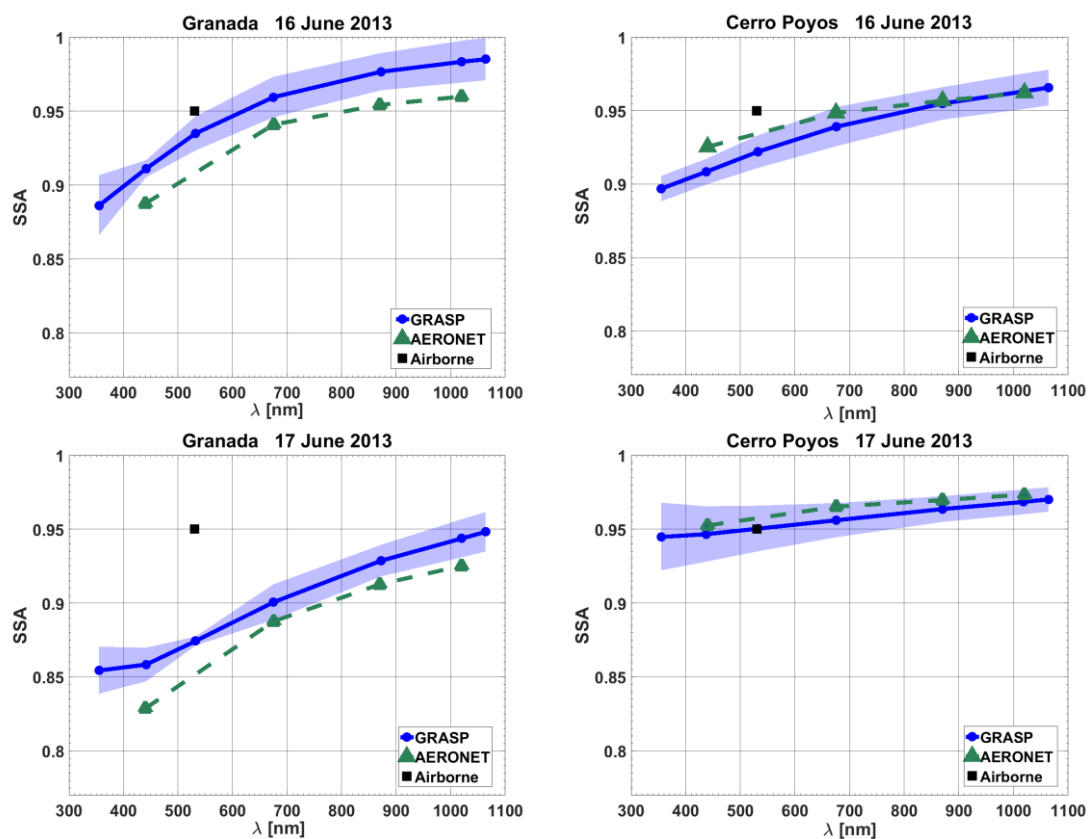 Granada 16 June 2013
SSA
1
0.95
0.9
0.85
0.8
GRASP
AERONET
Airborne
300 400 500 600 700 800 900 1000 1100
λ [nm]
Cerro Poyos 16 June 2013
SSA
1
0.95
0.9
0.85
0.8
GRASP
AERONET
Airborne
300 400 500 600 700 800 900 1000 1100
λ [nm]
Granada 17 June 2013
SSA
1
0.95
0.9
0.85
0.8
GRASP
AERONET
Airborne
300 400 500 600 700 800 900 1000 1100
λ [nm]
Cerro Poyos 17 June 2013
SSA
1
0.95
0.9
0.85
0.8
GRASP
AERONET
Airborne
300 400 500 600 700 800 900 1000 1100
λ [nm]